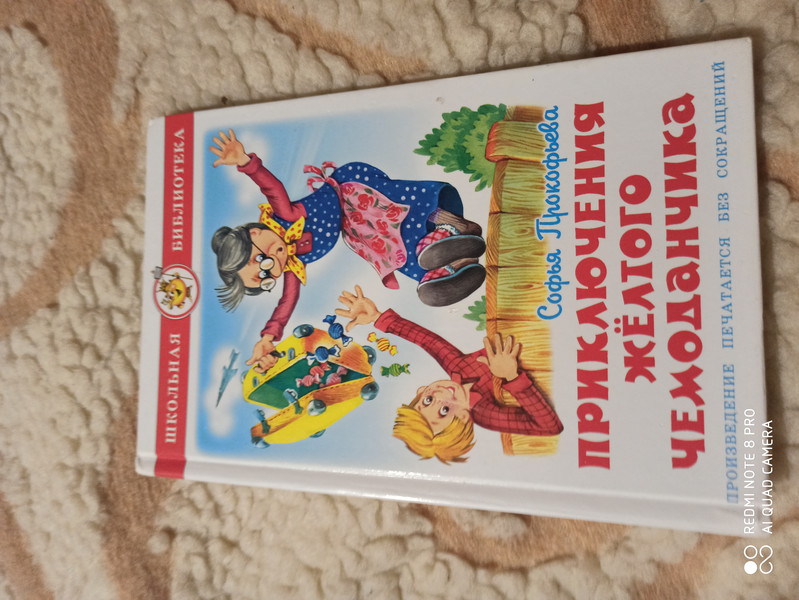 ШКОЛЬНАЯ БИБЛИОТЕКА
Софья Прокофьева
ПРИКЛЮЧЕНИЯ
ЖЁЛТОГО
ЧЕМОДАНЧИКА
ПРОИЗВЕДЕНИЕ ПЕЧАТАЕТСЯ БЕЗ СОКРАЩЕНИЙ
REDMI NOTE 8 PRO
AI QUAD CAMERA